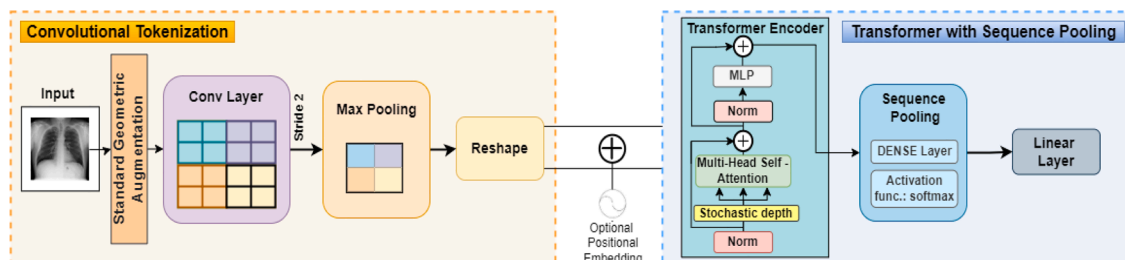 Convolutional Tokenization
Input
Standard Geometric
Augmentation
Conv Layer
Stride 2
Max Pooling
Reshape
Optional
Positional
Embedding
Transformer Encoder
MLP
Norm
Multi-Head Self -
Attention
Stochastic depth
Norm
Transformer with Sequence Pooling
Sequence
Pooling
DENSE Layer
Activation
func.: softmax
Linear
Layer